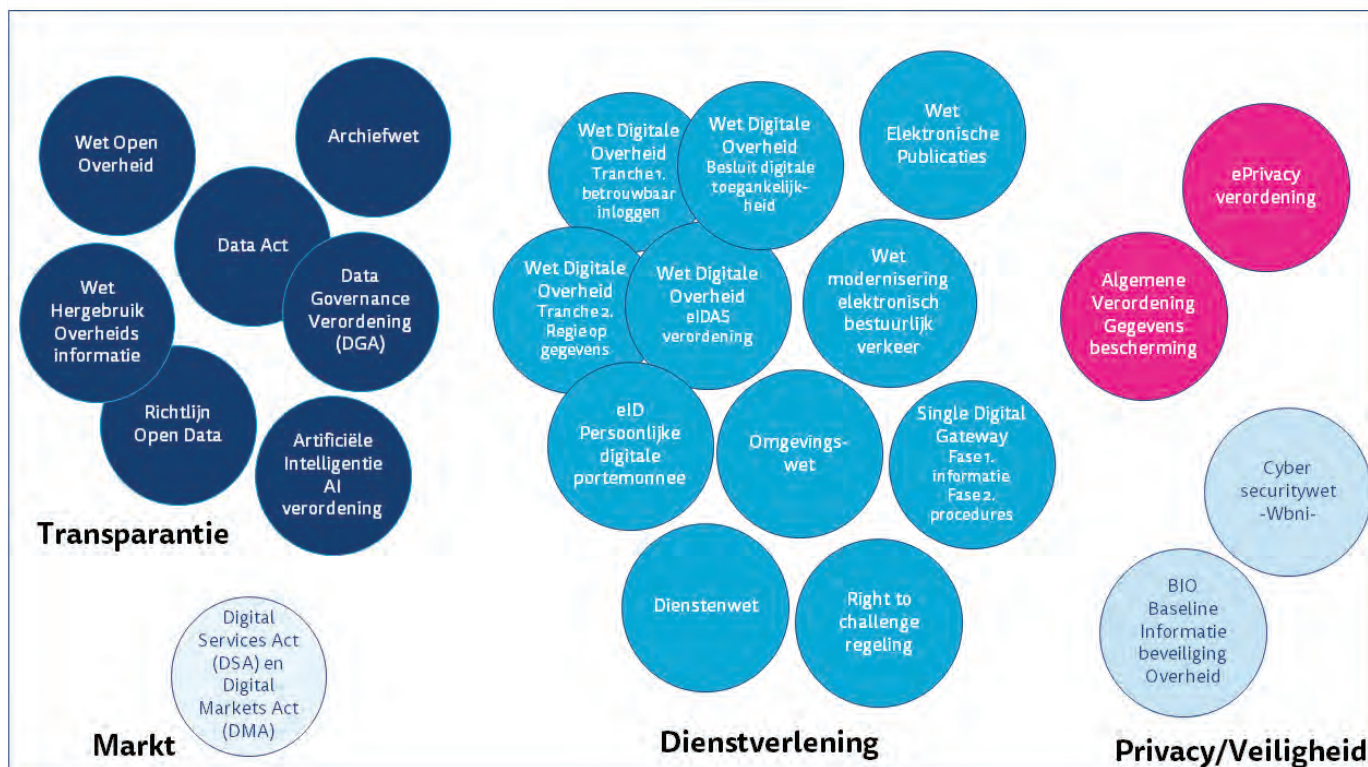 Wet Open
Overheid
Archiefwet
Data Act
Wet
Hergebruik
Overheids
informatie
Data
Governance
Verordening
(DGA)
Richtlijn
Open Data
Artificiële
Intelligentie
AI
verordening
Transparantie
Digital
Services Act
(DSA) en
Digital
Markets Act
(DMA)
Markt
Wet Digitale
Overheid
Tranche 1.
betrouwbaar
inloggen
Wet Digitale
Overheid
Besluit digitale
toegankelijk-
heid
Wet
Elektronische
Publicaties
Wet Digitale
Overheid
Tranche 2.
Regie op
gegevens
Wet Digitale
Overheid
eIDAS
verordening
Wet
modernisering
elektronisch
bestuurlijk
verkeer
eID
Persoonlijke
digitale
portemonnee
Omgevings-
wet
Single Digital
Gateway
Fase 1.
informatie
Fase 2.
procedures
Dienstenwet
Right to
challenge
regeling
Dienstverlening
ePrivacy
verordening
Algemene
Verordening
Gegevens
bescherming
Cyber
securitywet
-Wbni-
BIO
Baseline
Informatie
beveiliging
Overheid
Privacy/Veiligheid